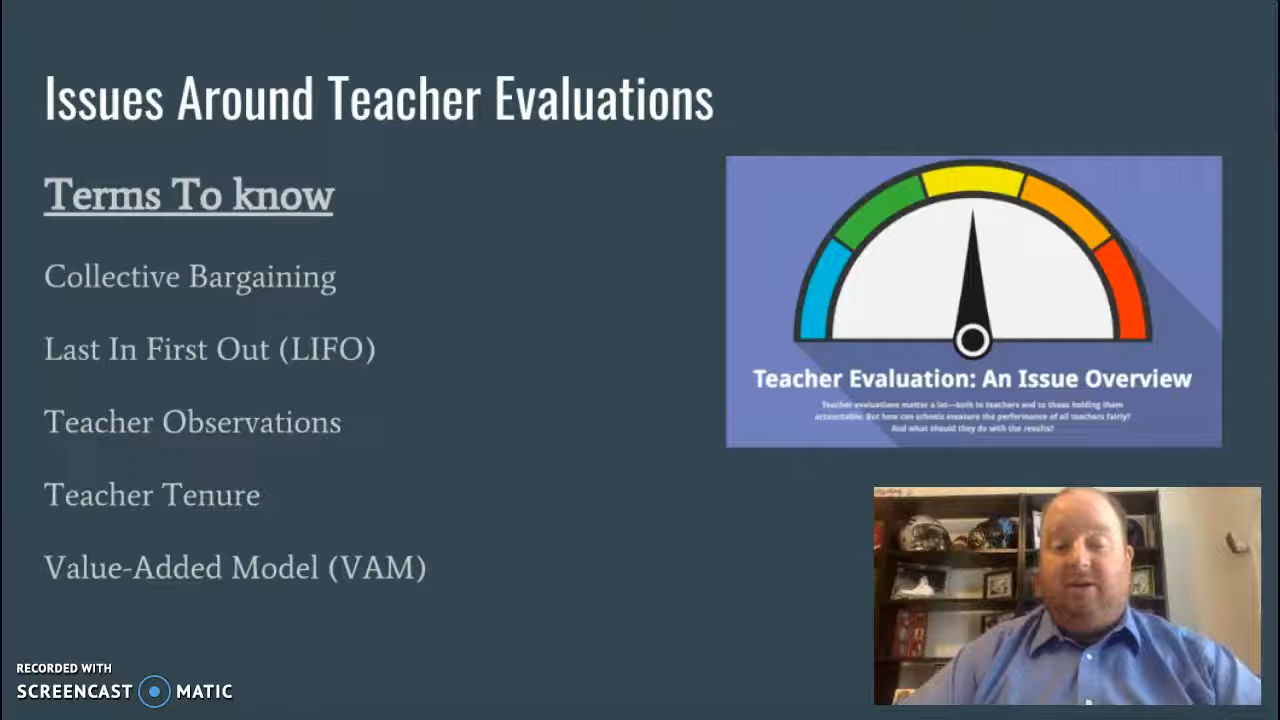 Issues Around Teacher Evaluations
Terms To know
Collective Bargaining
Last In First Out (LIFO)
Teacher Observations
Teacher Tenure
Value-Added Model (VAM)
Teacher Evaluation: An Issue Overview
Teacher evaluations matter a lot—both to teachers and to those holding them
accountable. But how can schools measure the performance of all teachers fairly?
And what should they do with the results?
RECORDED WITH
SCREENCAST MATIC